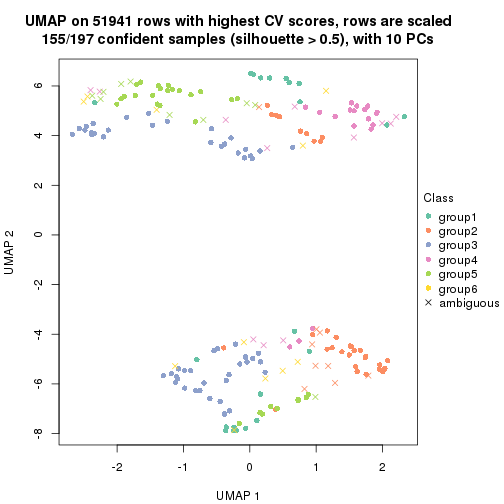 UMAP on 51941 rows with highest CV scores, rows are scaled
155/197 confident samples (silhouette > 0.5), with 10 PCs
6
4
2
0
-2
-4
-6
-8
UMAP 2
-2
-1
0
1
2
UMAP 1
Class
group1
group2
group3
group4
group5
group6
ambiguous